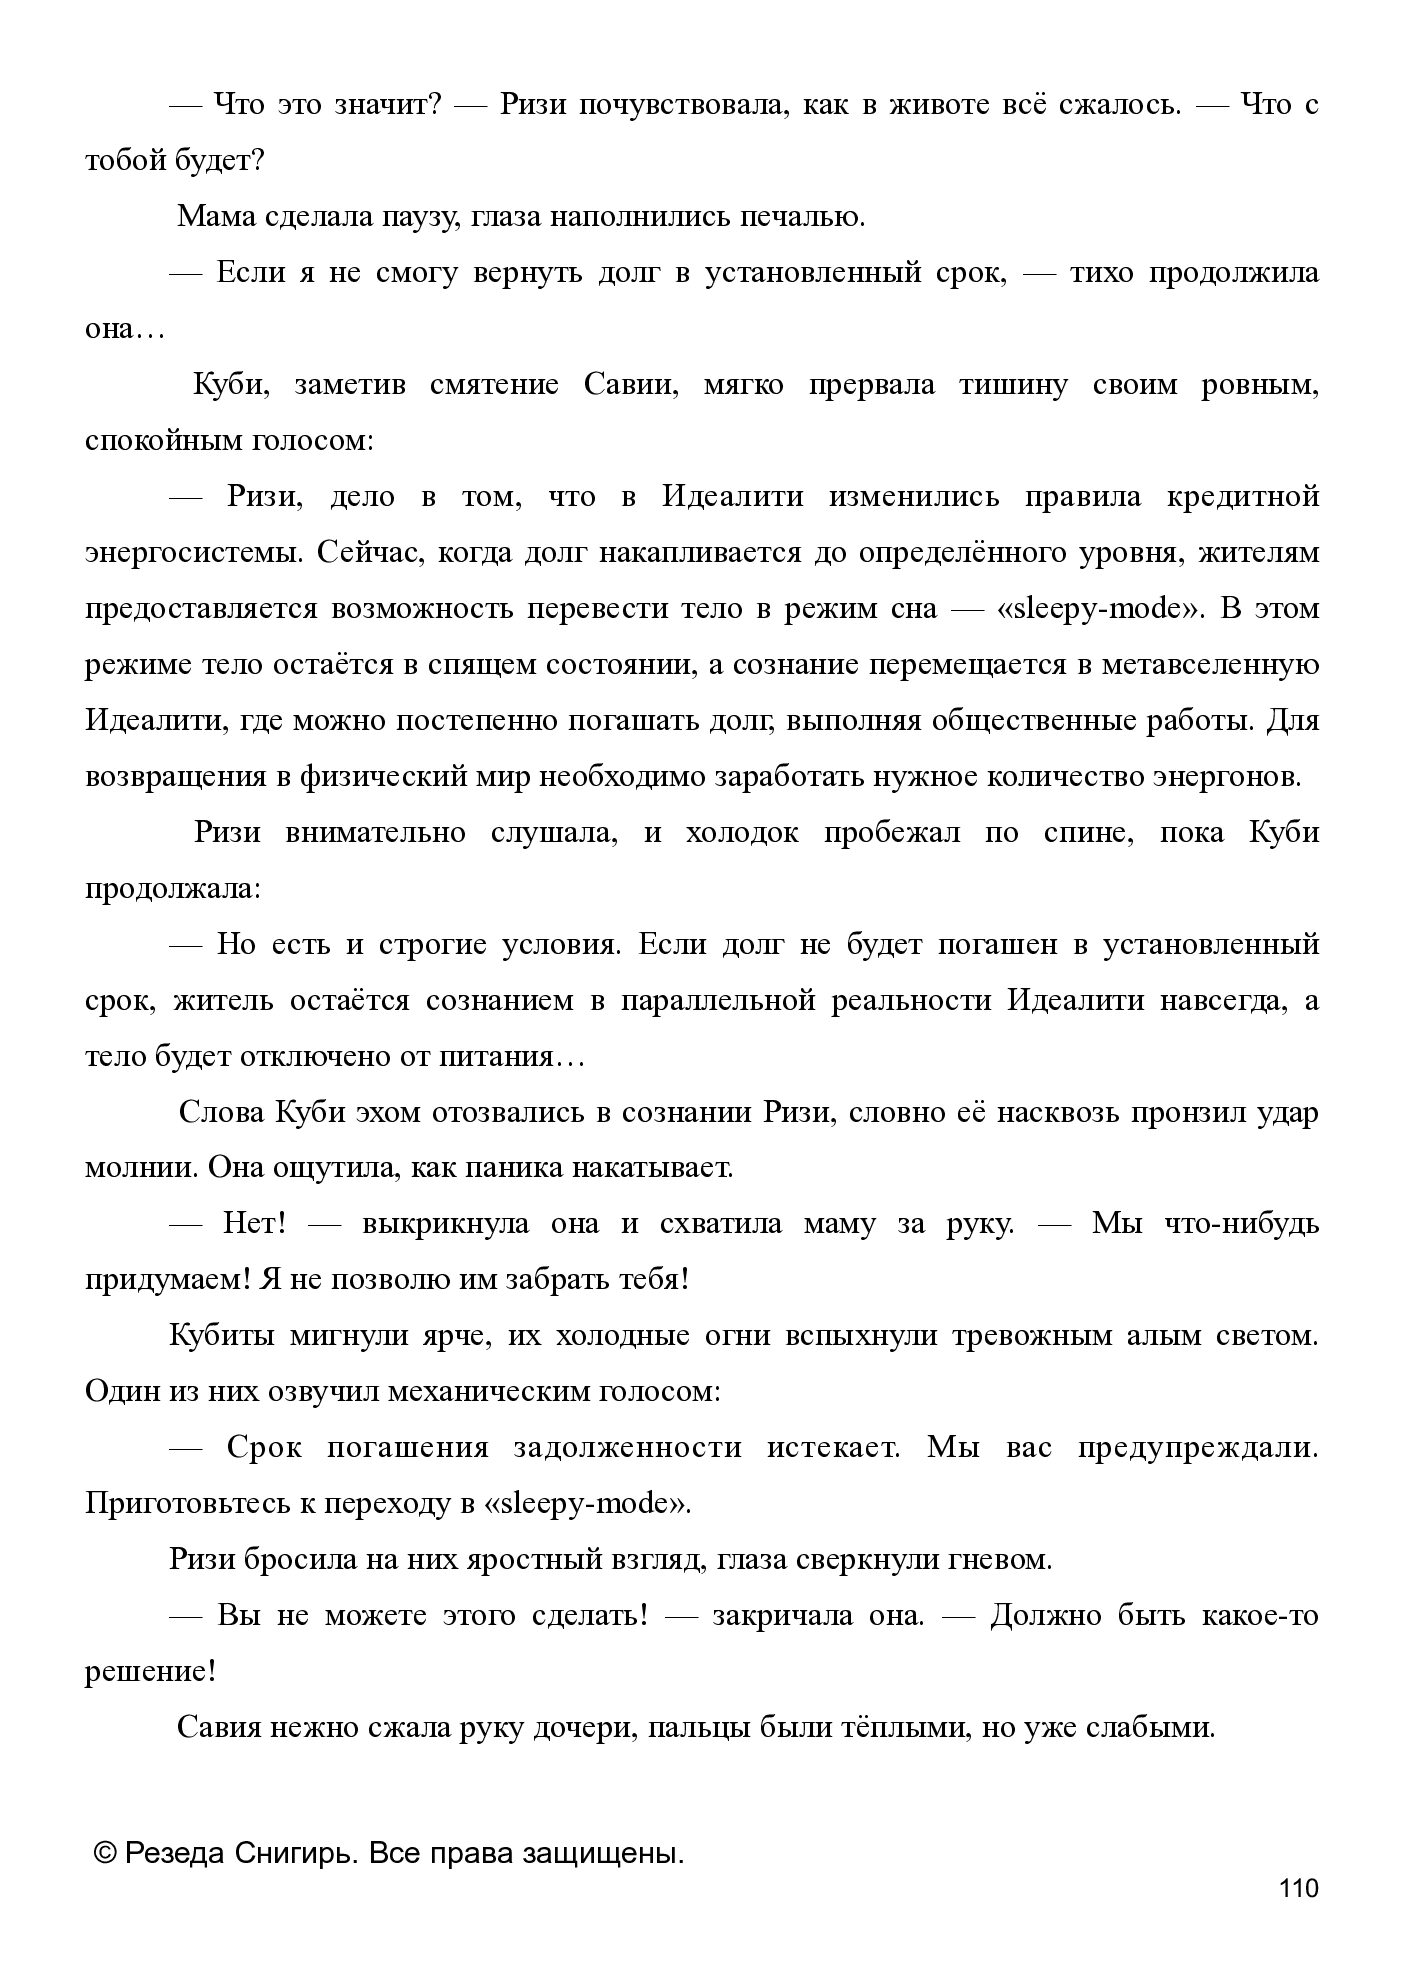 — Что это значит? — Ризи почувствовала, как в животе всё сжалось. — Что с
тобой будет?
Мама сделала паузу, глаза наполнились печалью.
— Если я не смогу вернуть долг в установленный срок, — тихо продолжила
она…
Куби, заметив смятение Савии, мягко прервала тишину своим ровным,
спокойным голосом:
— Ризи, дело в том, что в Идеалити изменились правила кредитной
энергосистемы. Сейчас, когда долг накапливается до определённого уровня, жителям
предоставляется возможность перевести тело в режим сна — «sleepy-mode». В этом
режиме тело остаётся в спящем состоянии, а сознание перемещается в метавселенную
Идеалити, где можно постепенно погашать долг, выполняя общественные работы. Для
возвращения в физический мир необходимо заработать нужное количество энергонов.
Ризи внимательно слушала, и холодок пробежал по спине, пока Куби
продолжала:
— Но есть и строгие условия. Если долг не будет погашен в установленный
срок, житель остаётся сознанием в параллельной реальности Идеалити навсегда, а
тело будет отключено от питания…
Слова Куби эхом отозвались в сознании Ризи, словно её насквозь пронзил удар
молнии. Она ощутила, как паника накатывает.
— Нет! — выкрикнула она и схватила маму за руку. — Мы что-нибудь
придумаем! Я не позволю им забрать тебя!
Кубиты мигнули ярче, их холодные огни вспыхнули тревожным алым светом.
Один из них озвучил механическим голосом:
— Срок погашения задолженности истекает. Мы вас предупреждали.
Приготовьтесь к переходу в «sleepy-mode».
Ризи бросила на них яростный взгляд, глаза сверкнули гневом.
— Вы не можете этого сделать! — закричала она. — Должно быть какое-то
решение!
Савия нежно сжала руку дочери, пальцы были тёплыми, но уже слабыми.
© Резеда Снигирь. Все права защищены.
110